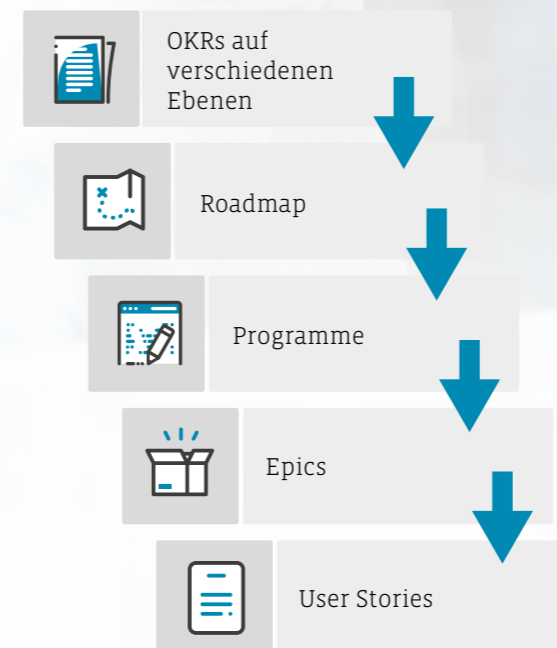 OKRs auf
verschiedenen
Ebenen
Roadmap
Programme
Epics
User Stories